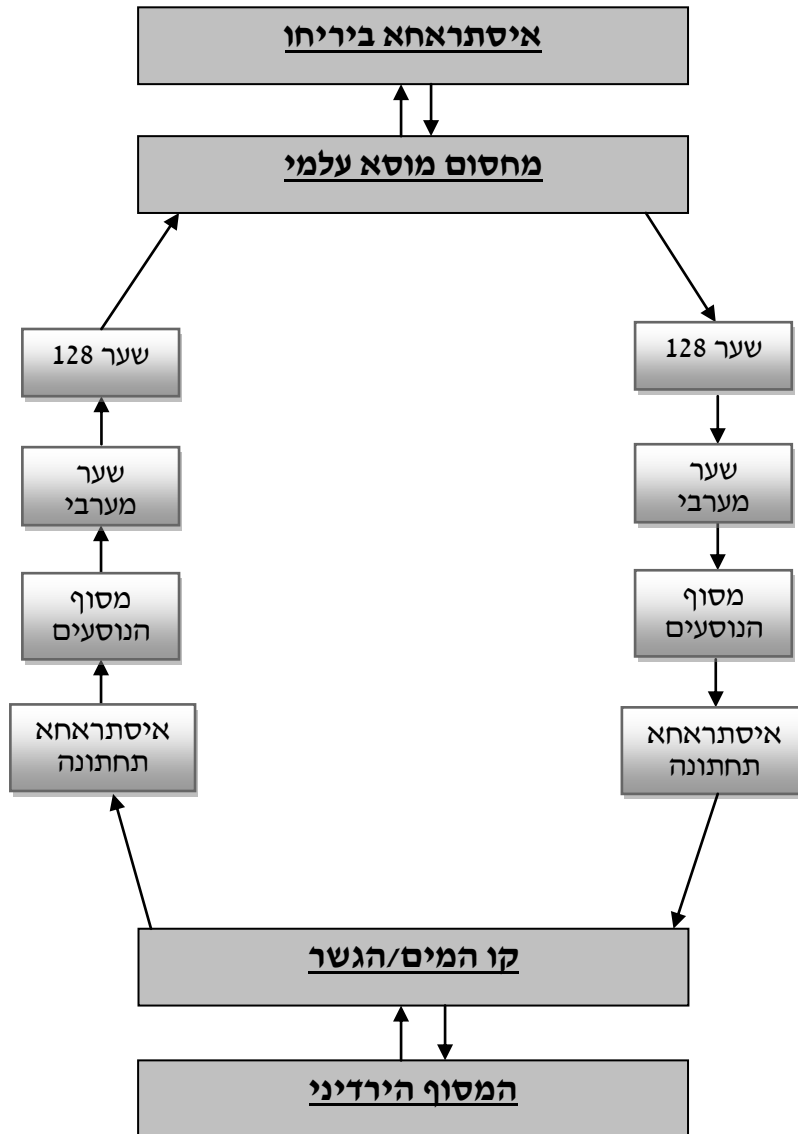 איסתראחא ביריחו
מחסום מוסא עלמי
שער 128
שער 128
שער
מערבי
שער
מערבי
מסוף
הנוסעים
מסוף
הנוסעים
איסתראחא
תחתונה
איסתראחא
תחתונה
קו המים/הגשר
המסוף הירדיני